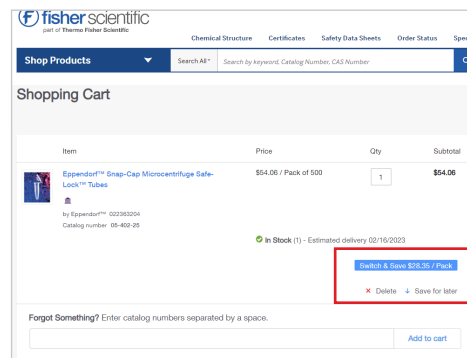 fisher scientific
part of Thermo Fisher Scientific
Chemical Structure Certificates Safety Data Sheets Order Status
Shop Products Search All Search by keyword, Catalog Number, CAS Number
Shopping Cart
Item Price Qty Subtotal
Eppendorf™ Snap-Cap Microcentrifuge Safe-
Lock™ Tubes
$54.06 / Pack of 500 1 $54.06
by Eppendorf™ 022363204
Catalog number 05-402-25
In Stock (1) - Estimated delivery 02/16/2023
Switch & Save $28.35 / Pack
× Delete ↓ Save for later
Forgot Something? Enter catalog numbers separated by a space.
Add to cart